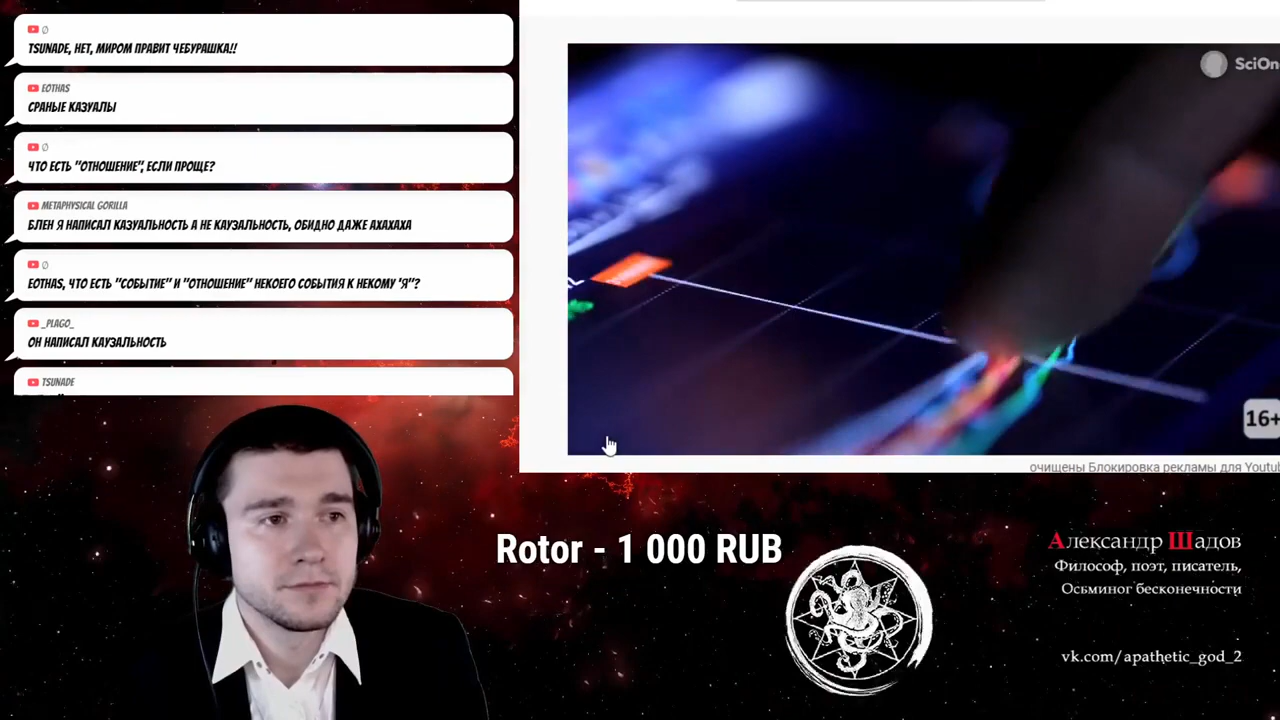 Ø
TSUNADE, НЕТ, МИРОМ ПРАВИТ ЧЕБУРАШКА!!
EOTHAS
СРАНЫЕ КАЗУАЛЫ
Ø
ЧТО ЕСТЬ "ОТНОШЕНИЕ", ЕСЛИ ПРОЩЕ?
METAPHYSICAL GORILLA
БЛЕН Я НАПИСАЛ КАЗУАЛЬНОСТЬ А НЕ КАУЗАЛЬНОСТЬ, ОБИДНО ДАЖЕ АХАХАХА
Ø
EOTHAS, ЧТО ЕСТЬ "СОБЫТИЕ" И "ОТНОШЕНИЕ" НЕКОЕГО СОБЫТИЯ К НЕКОМУ 'Я'?
_PLAGO_
ОН НАПИСАЛ КАУЗАЛЬНОСТЬ
TSUNADE
SciOn
16+
очищены Блокировка рекламы для Youtub
Rotor - 1 000 RUB
Александр Шадов
Философ, поэт, писатель,
Осьминог бесконечности
vk.com/apathetic_god_2